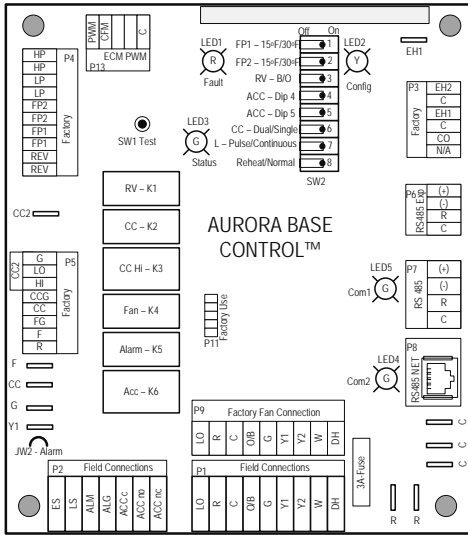 PWM
CFM
C
ECM PWM
P13
HP
HP
LP
LP
FP2
FP2
FP1
FP1
REV
REV
P4
Factory
LED1
R
Fault
Off On
FP1 – 15ºF/30ºF 1
FP2 – 15ºF/30ºF 2
RV – B/O 3
ACC – Dip 4 4
ACC – Dip 5 5
CC – Dual/Single 6
L – Pulse/Continuous 7
Reheat/Normal 8
SW2
LED2
Y
Config
EH1
P3
Factory
EH2
C
EH1
C
CO
N/A
SW1 Test
LED3
G
Status
RV – K1
CC – K2
CC Hi – K3
Fan – K4
Alarm – K5
Acc – K6
AURORA BASE
CONTROL™
P6
RS485 Exp
(+)
(-)
R
C
P7
RS 485
(+)
(-)
R
C
LED5
Com1
G
P8
RS485 NET
LED4
Com2
G
CC2
CC2
G
LO
HI
CCG
CC
FG
F
R
P5
Factory
F
CC
G
Y1
JW2 - Alarm
P11
Factory Use
P9 Factory Fan Connection
LO
R
C
O/B
G
Y1
Y2
W
DH
P2 Field Connections
ES
LS
ALM
ALG
ACC c
ACC no
ACC nc
P1 Field Connections
LO
R
C
O/B
G
Y1
Y2
W
DH
3A-Fuse
C
C
C
R R